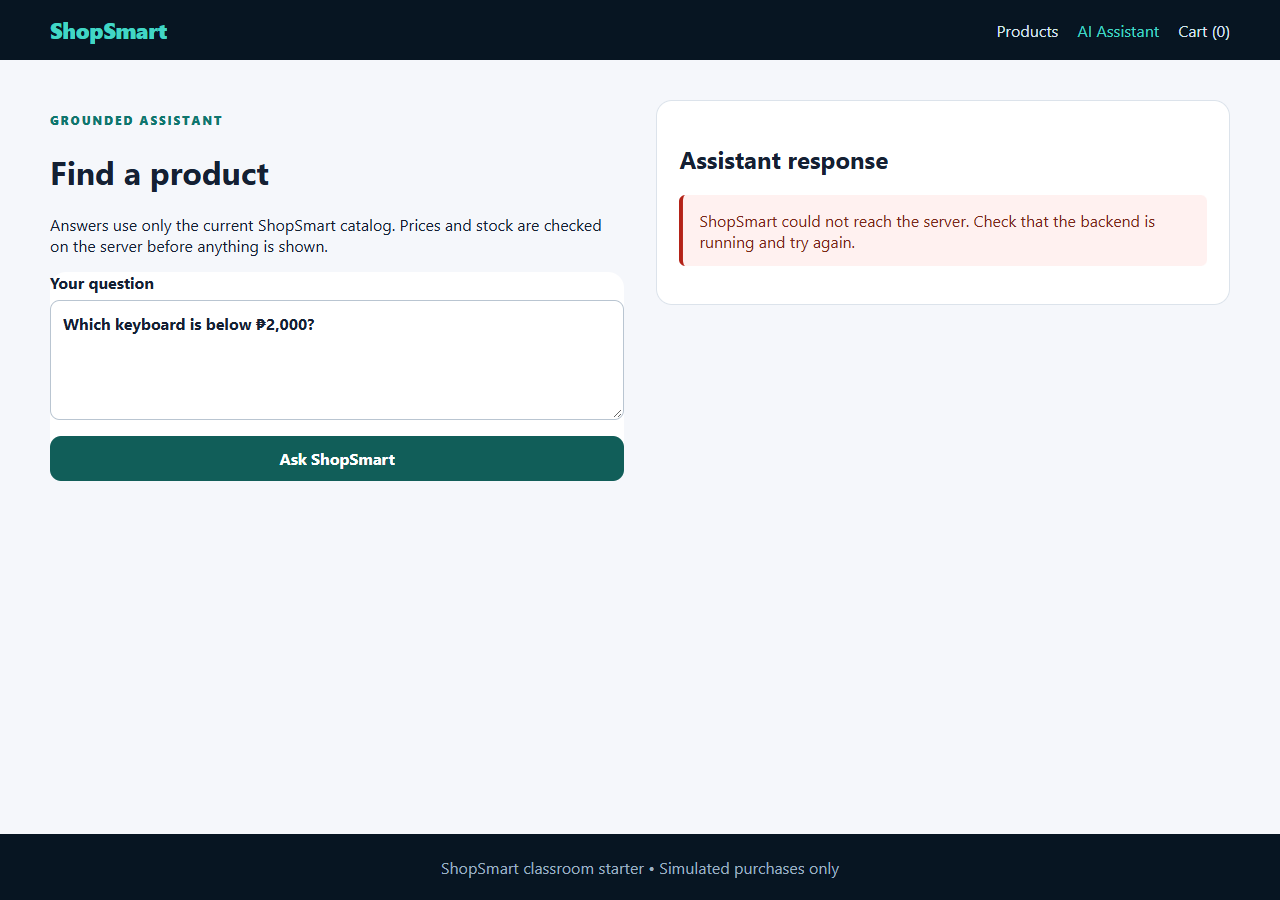 ShopSmart
Products
AI Assistant
Cart (0)
GROUNDED ASSISTANT
Find a product
Answers use only the current ShopSmart catalog. Prices and stock are checked
on the server before anything is shown.
Your question
Which keyboard is below ₱2,000?
Ask ShopSmart
Assistant response
ShopSmart could not reach the server. Check that the backend is
running and try again.
ShopSmart classroom starter • Simulated purchases only